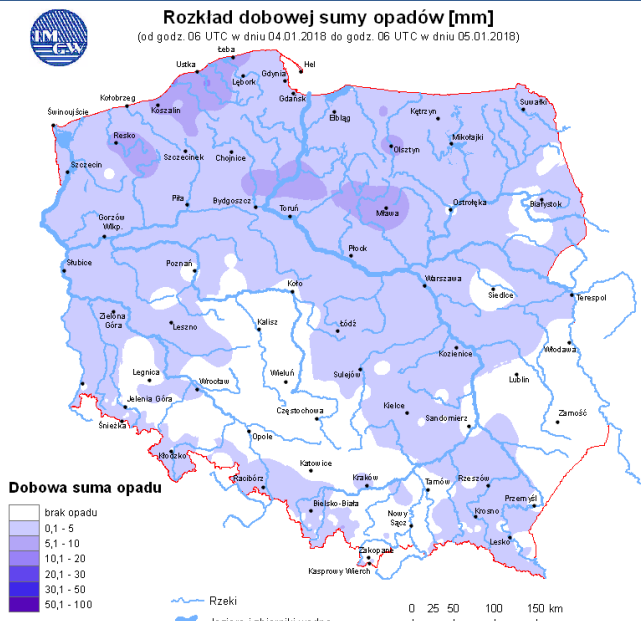 IM
GW
Rozkład dobowej sumy opadów [mm]
(od godz. 06 UTC w dniu 04.01.2018 do godz. 06 UTC w dniu 05.01.2018)
Łeba
Ustka
Hel
Gdynia
Lębork
Kołobrzeg
Gdańsk
Suwałki
Świnoujście
Koszalin
Elbląg
Kętrzyn
Resko
Mikołajki
Olsztyn
Szczecinek
Chojnice
Szczecin
Piła
Bydgoszcz
Toruń
Mława
Ostrołęka
Białystok
Gorzów
Wlkp.
Płock
Słubice
Poznań
Koło
Warszawa
Siedlce
Terespol
Zielona
Góra
Leszno
Kalisz
Łódź
Kozienice
Włodawa
Legnica
Wrocław
Wieluń
Sulejów
Lublin
Jelenia Góra
Częstochowa
Kielce
Sandomierz
Zamość
Śnieżka
Opole
Kłodzko
Katowice
Racibórz
Kraków
Tarnów
Rzeszów
Przemyśl
Bielsko-Biała
Nowy
Sącz
Krosno
Lesko
Zakopane
Kasprowy Wierch
Dobowa suma opadu
brak opadu
0,1 - 5
5,1 - 10
10,1 - 20
20,1 - 30
30,1 - 50
50,1 - 100
Rzeki
0 25 50 100 150 km